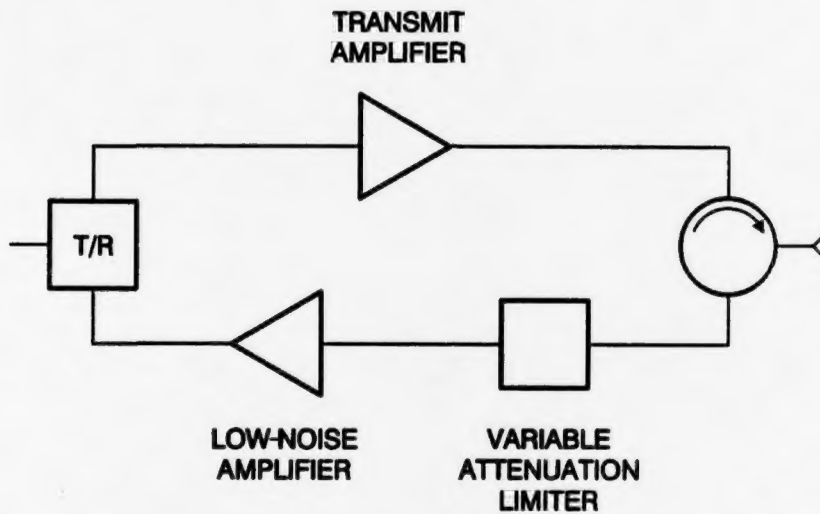 TRANSMIT
AMPLIFIER
T/R
LOW-NOISE
AMPLIFIER
VARIABLE
ATTENUATION
LIMITER